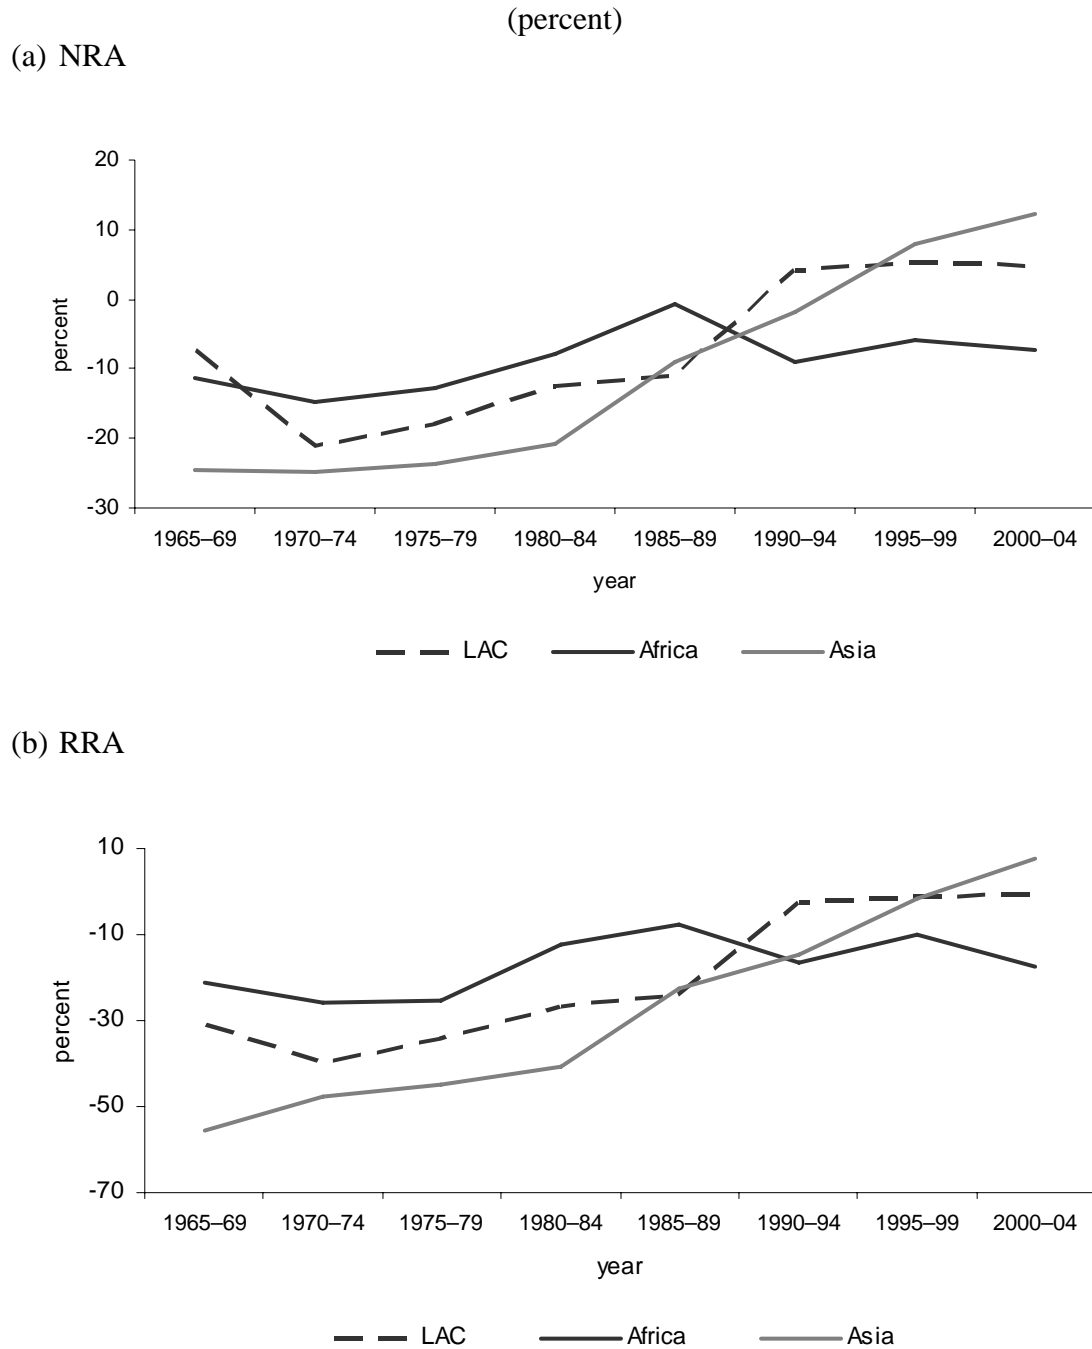 (percent)
(a) NRA
20
10
0
-10
-20
-30
percent
1965–69 1970–74 1975–79 1980–84 1985–89 1990–94 1995–99 2000–04
year
LAC Africa Asia
(b) RRA
10
-10
-30
-50
-70
percent
1965–69 1970–74 1975–79 1980–84 1985–89 1990–94 1995–99 2000–04
year
LAC Africa Asia